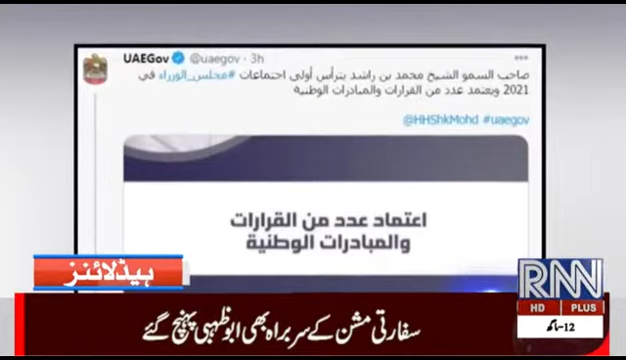 UAEGov @uaegov · 3h
صاحب السمو الشيخ محمد بن راشد يترأس أولى اجتماعات #مجلس_الوزراء في
2021 ويعتمد عدد من القرارات والمبادرات الوطنية
@HHShkMohd #uaegov
اعتماد عدد من القرارات
والمبادرات الوطنية
ہیڈلائنز
RNN
HD PLUS
سفارتی مشن کے سربراہ بھی ابوظہبی پہنچ گئے